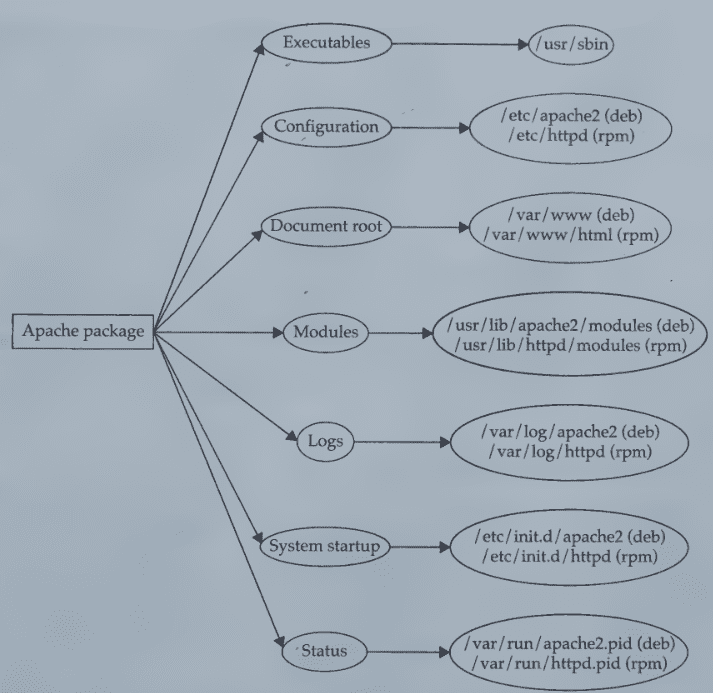 Executables
/usr/sbin
Configuration
/etc/apache2 (deb)
/etc/httpd (rpm)
Document root
/var/www (deb)
/var/www/html (rpm)
Apache package
Modules
/usr/lib/apache2/modules (deb)
/usr/lib/httpd/modules (rpm)
Logs
/var/log/apache2 (deb)
/var/log/httpd (rpm)
System startup
/etc/init.d/apache2 (deb)
/etc/init.d/httpd (rpm)
Status
/var/run/apache2.pid (deb)
/var/run/httpd.pid (rpm)